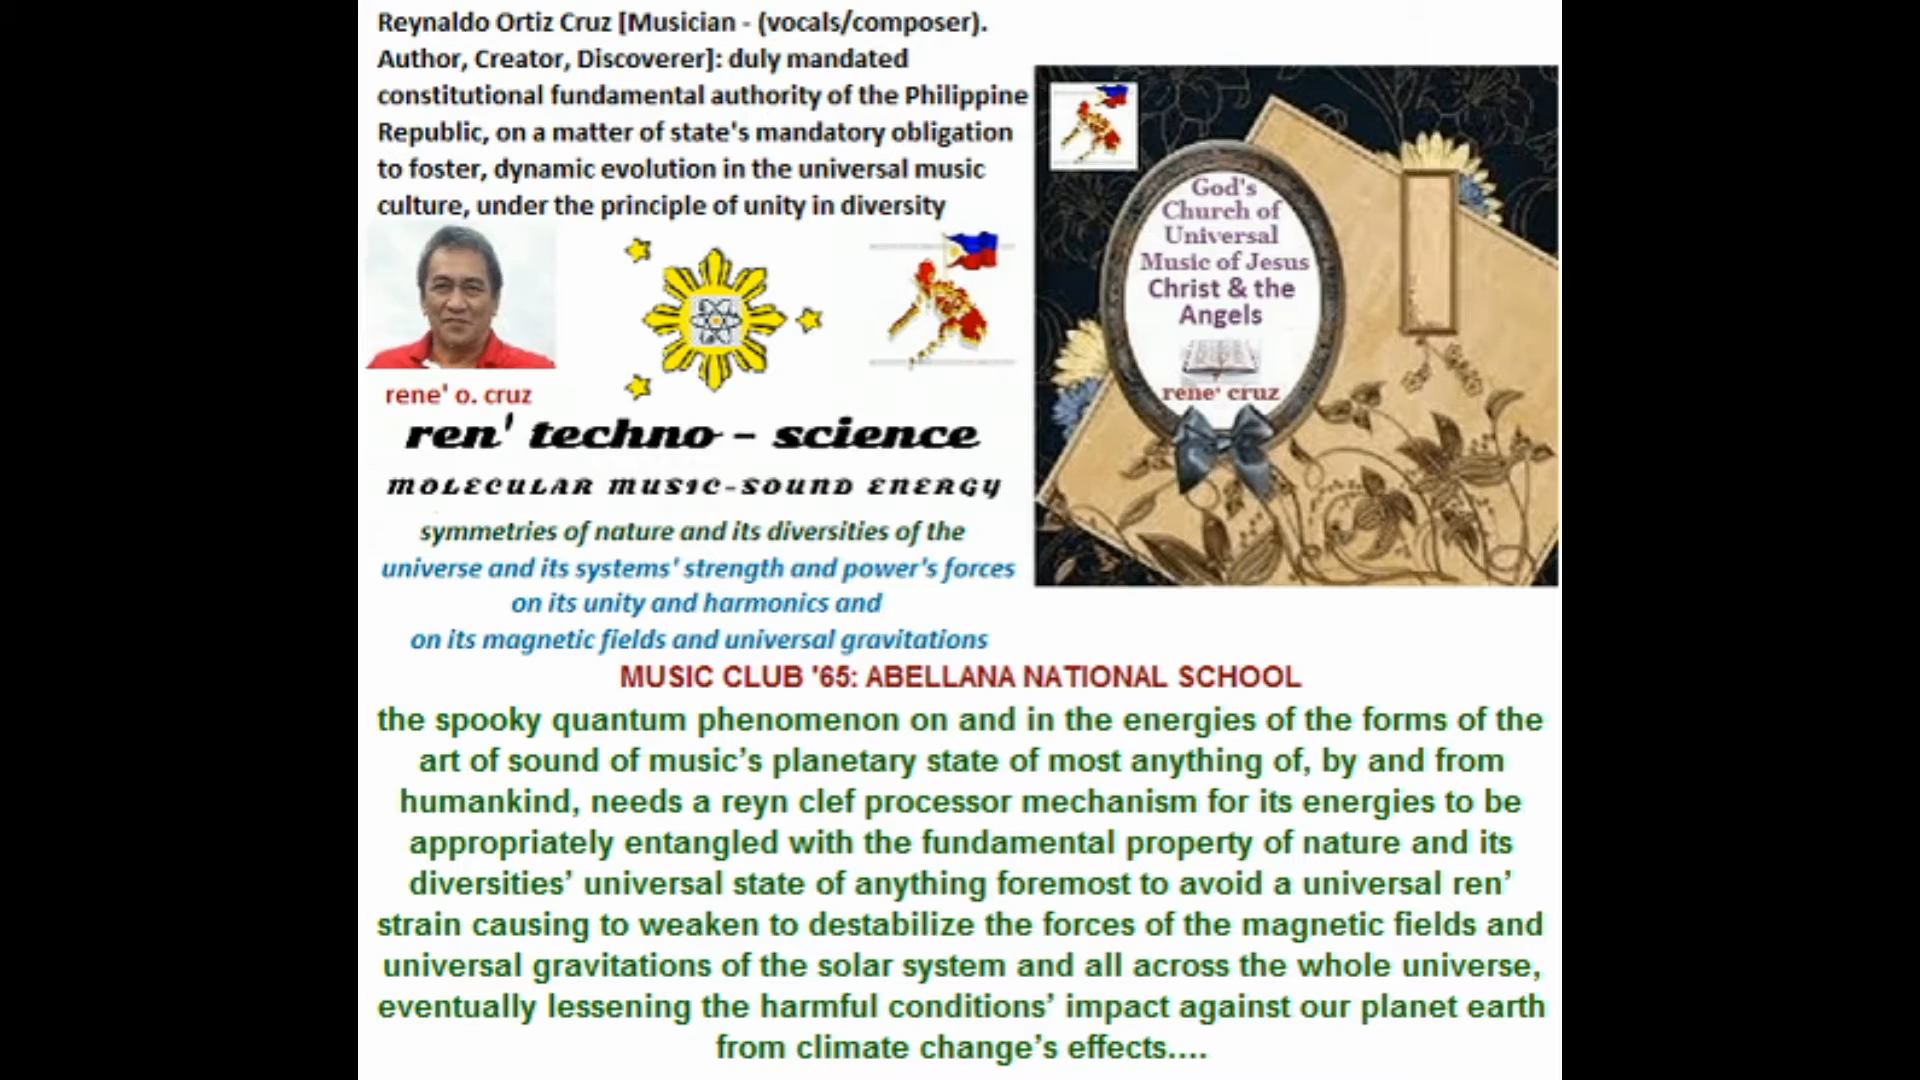 Reynaldo Ortiz Cruz [Musician - (vocals/composer).
Author, Creator, Discoverer]: duly mandated
constitutional fundamental authority of the Philippine
Republic, on a matter of state's mandatory obligation
to foster, dynamic evolution in the universal music
culture, under the principle of unity in diversity
rene' o. cruz
ren' techno - science
MOLECULAR MUSIC-SOUND ENERGY
symmetries of nature and its diversities of the
universe and its systems' strength and power's forces
on its unity and harmonics and
on its magnetic fields and universal gravitations
God's
Church of
Universal
Music of Jesus
Christ & the
Angels
rene' cruz
MUSIC CLUB '65: ABELLANA NATIONAL SCHOOL
the spooky quantum phenomenon on and in the energies of the forms of the
art of sound of music’s planetary state of most anything of, by and from
humankind, needs a reyn clef processor mechanism for its energies to be
appropriately entangled with the fundamental property of nature and its
diversities’ universal state of anything foremost to avoid a universal ren’
strain causing to weaken to destabilize the forces of the magnetic fields and
universal gravitations of the solar system and all across the whole universe,
eventually lessening the harmful conditions’ impact against our planet earth
from climate change’s effects....